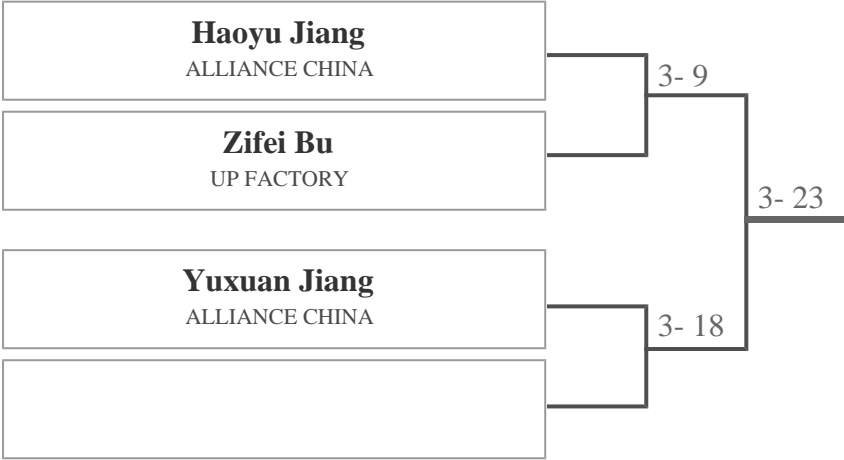 Haoyu Jiang
ALLIANCE CHINA
3- 9
Zifei Bu
UP FACTORY
3- 23
Yuxuan Jiang
ALLIANCE CHINA
3- 18